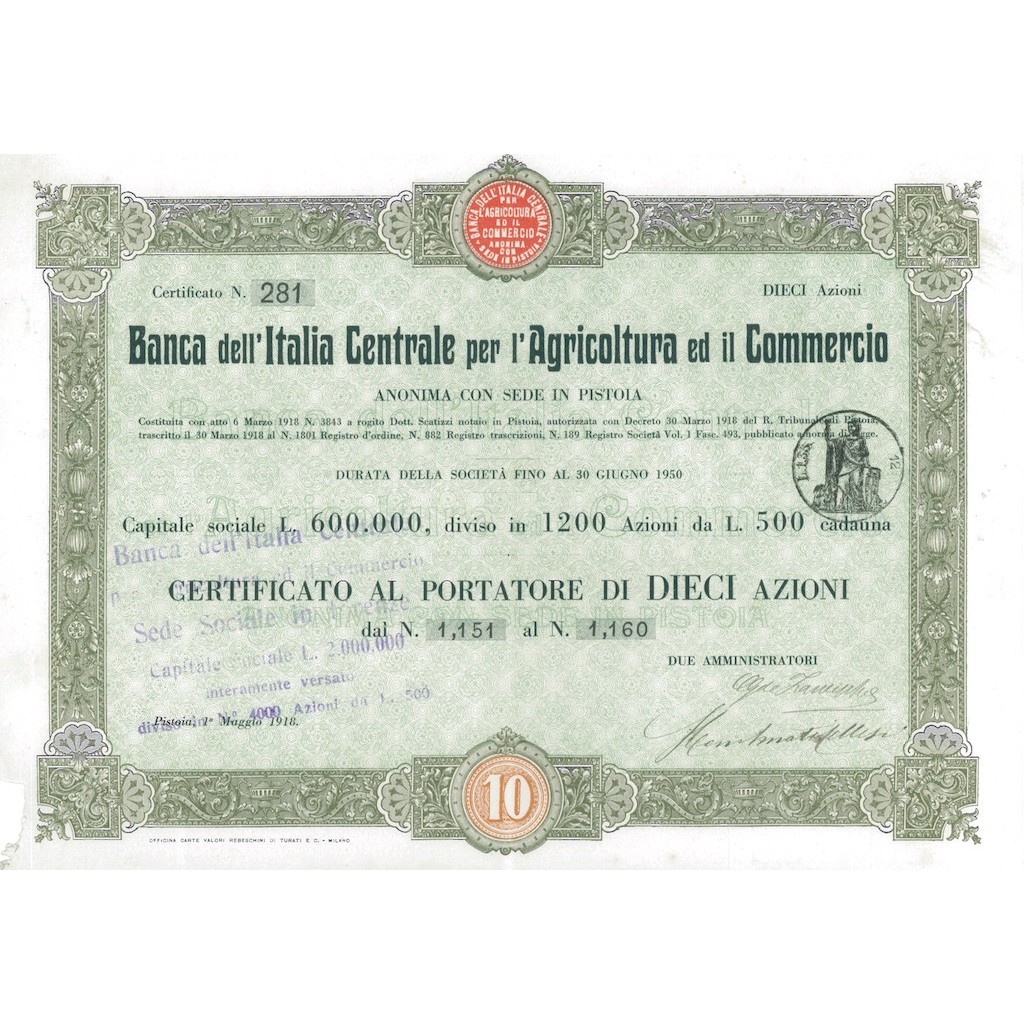 BANCA DELL'ITALIA CENTRALE
PER
L'AGRICOLTURA
ED IL
COMMERCIO
ANONIMA
CON
SEDE IN PISTOIA
Certificato N. 281
DIECI Azioni
Banca dell'Italia Centrale per l'Agricoltura ed il Commercio
ANONIMA CON SEDE IN PISTOIA
Costituita con atto 6 Marzo 1918 N. 3843 a rogito Dott. Scatizzi notaio in Pistoia, autorizzata con Decreto 30 Marzo 1918 del R. Tribunale di Pistoia,
trascritto il 30 Marzo 1918 al N. 1801 Registro d'ordine, N. 882 Registro trascrizioni, N. 189 Registro Società Vol. 1 Fasc. 493, pubblicato a norma di legge.
DURATA DELLA SOCIETÀ FINO AL 30 GIUGNO 1950
Capitale sociale L. 600.000, diviso in 1200 Azioni da L. 500 cadauna
Banca dell'Italia Centrale
ed il Commercio
CERTIFICATO AL PORTATORE DI DIECI AZIONI
Sede Sociale in Firenze
dal N. 1,151 al N. 1,160
Capitale sociale L. 2.000.000
DUE AMMINISTRATORI
interamente versato
diviso in N° 4000 Azioni da L. 500
Pistoia, 1° Maggio 1918.
10
OFFICINA CARTE VALORI REBESCHINI DI TURATI E C. - MILANO